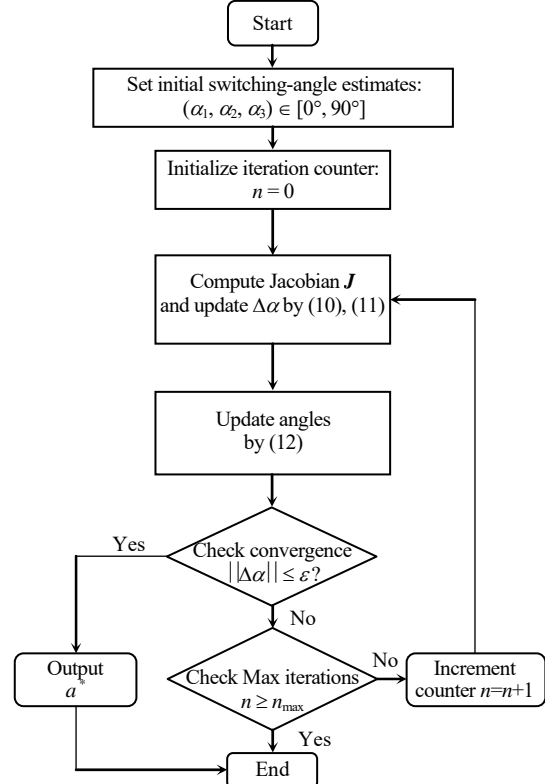 Start
Set initial switching-angle estimates:
(α₁, α₂, α₃) ∈ [0°, 90°]
Initialize iteration counter:
n = 0
Compute Jacobian J
and update Δα by (10), (11)
Update angles
by (12)
Yes
Check convergence
||Δα|| ≤ ε?
No
Output
a*
Check Max iterations
n ≥ nₘₐₓ
No
Increment
counter n=n+1
Yes
End